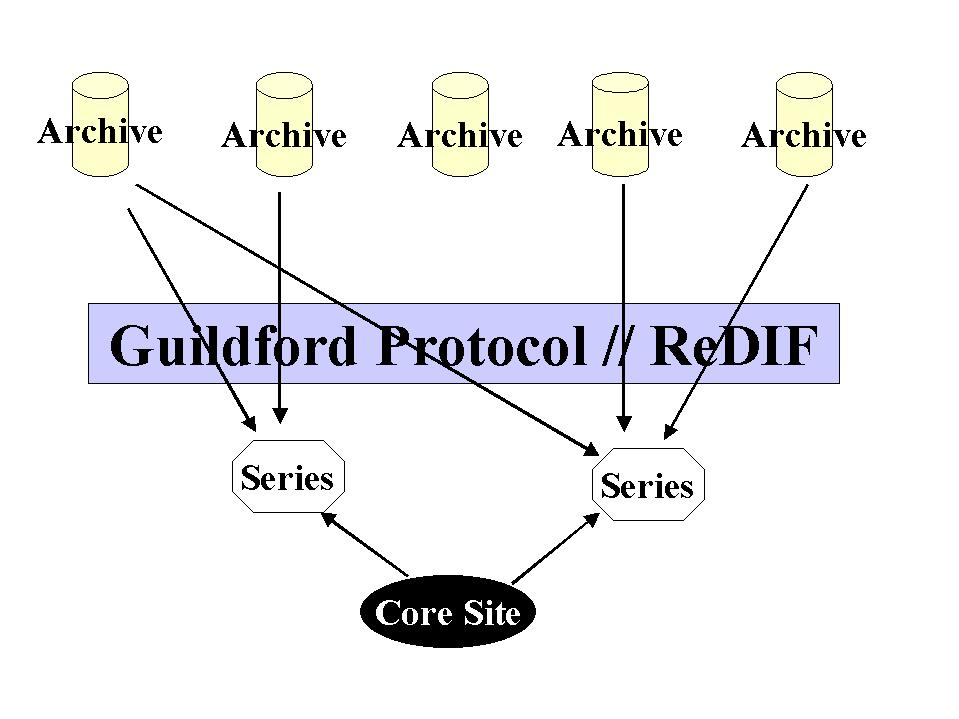 Archive
Archive
Archive
Archive
Archive
Guildford Protocol // ReDIF
Series
Series
Core Site